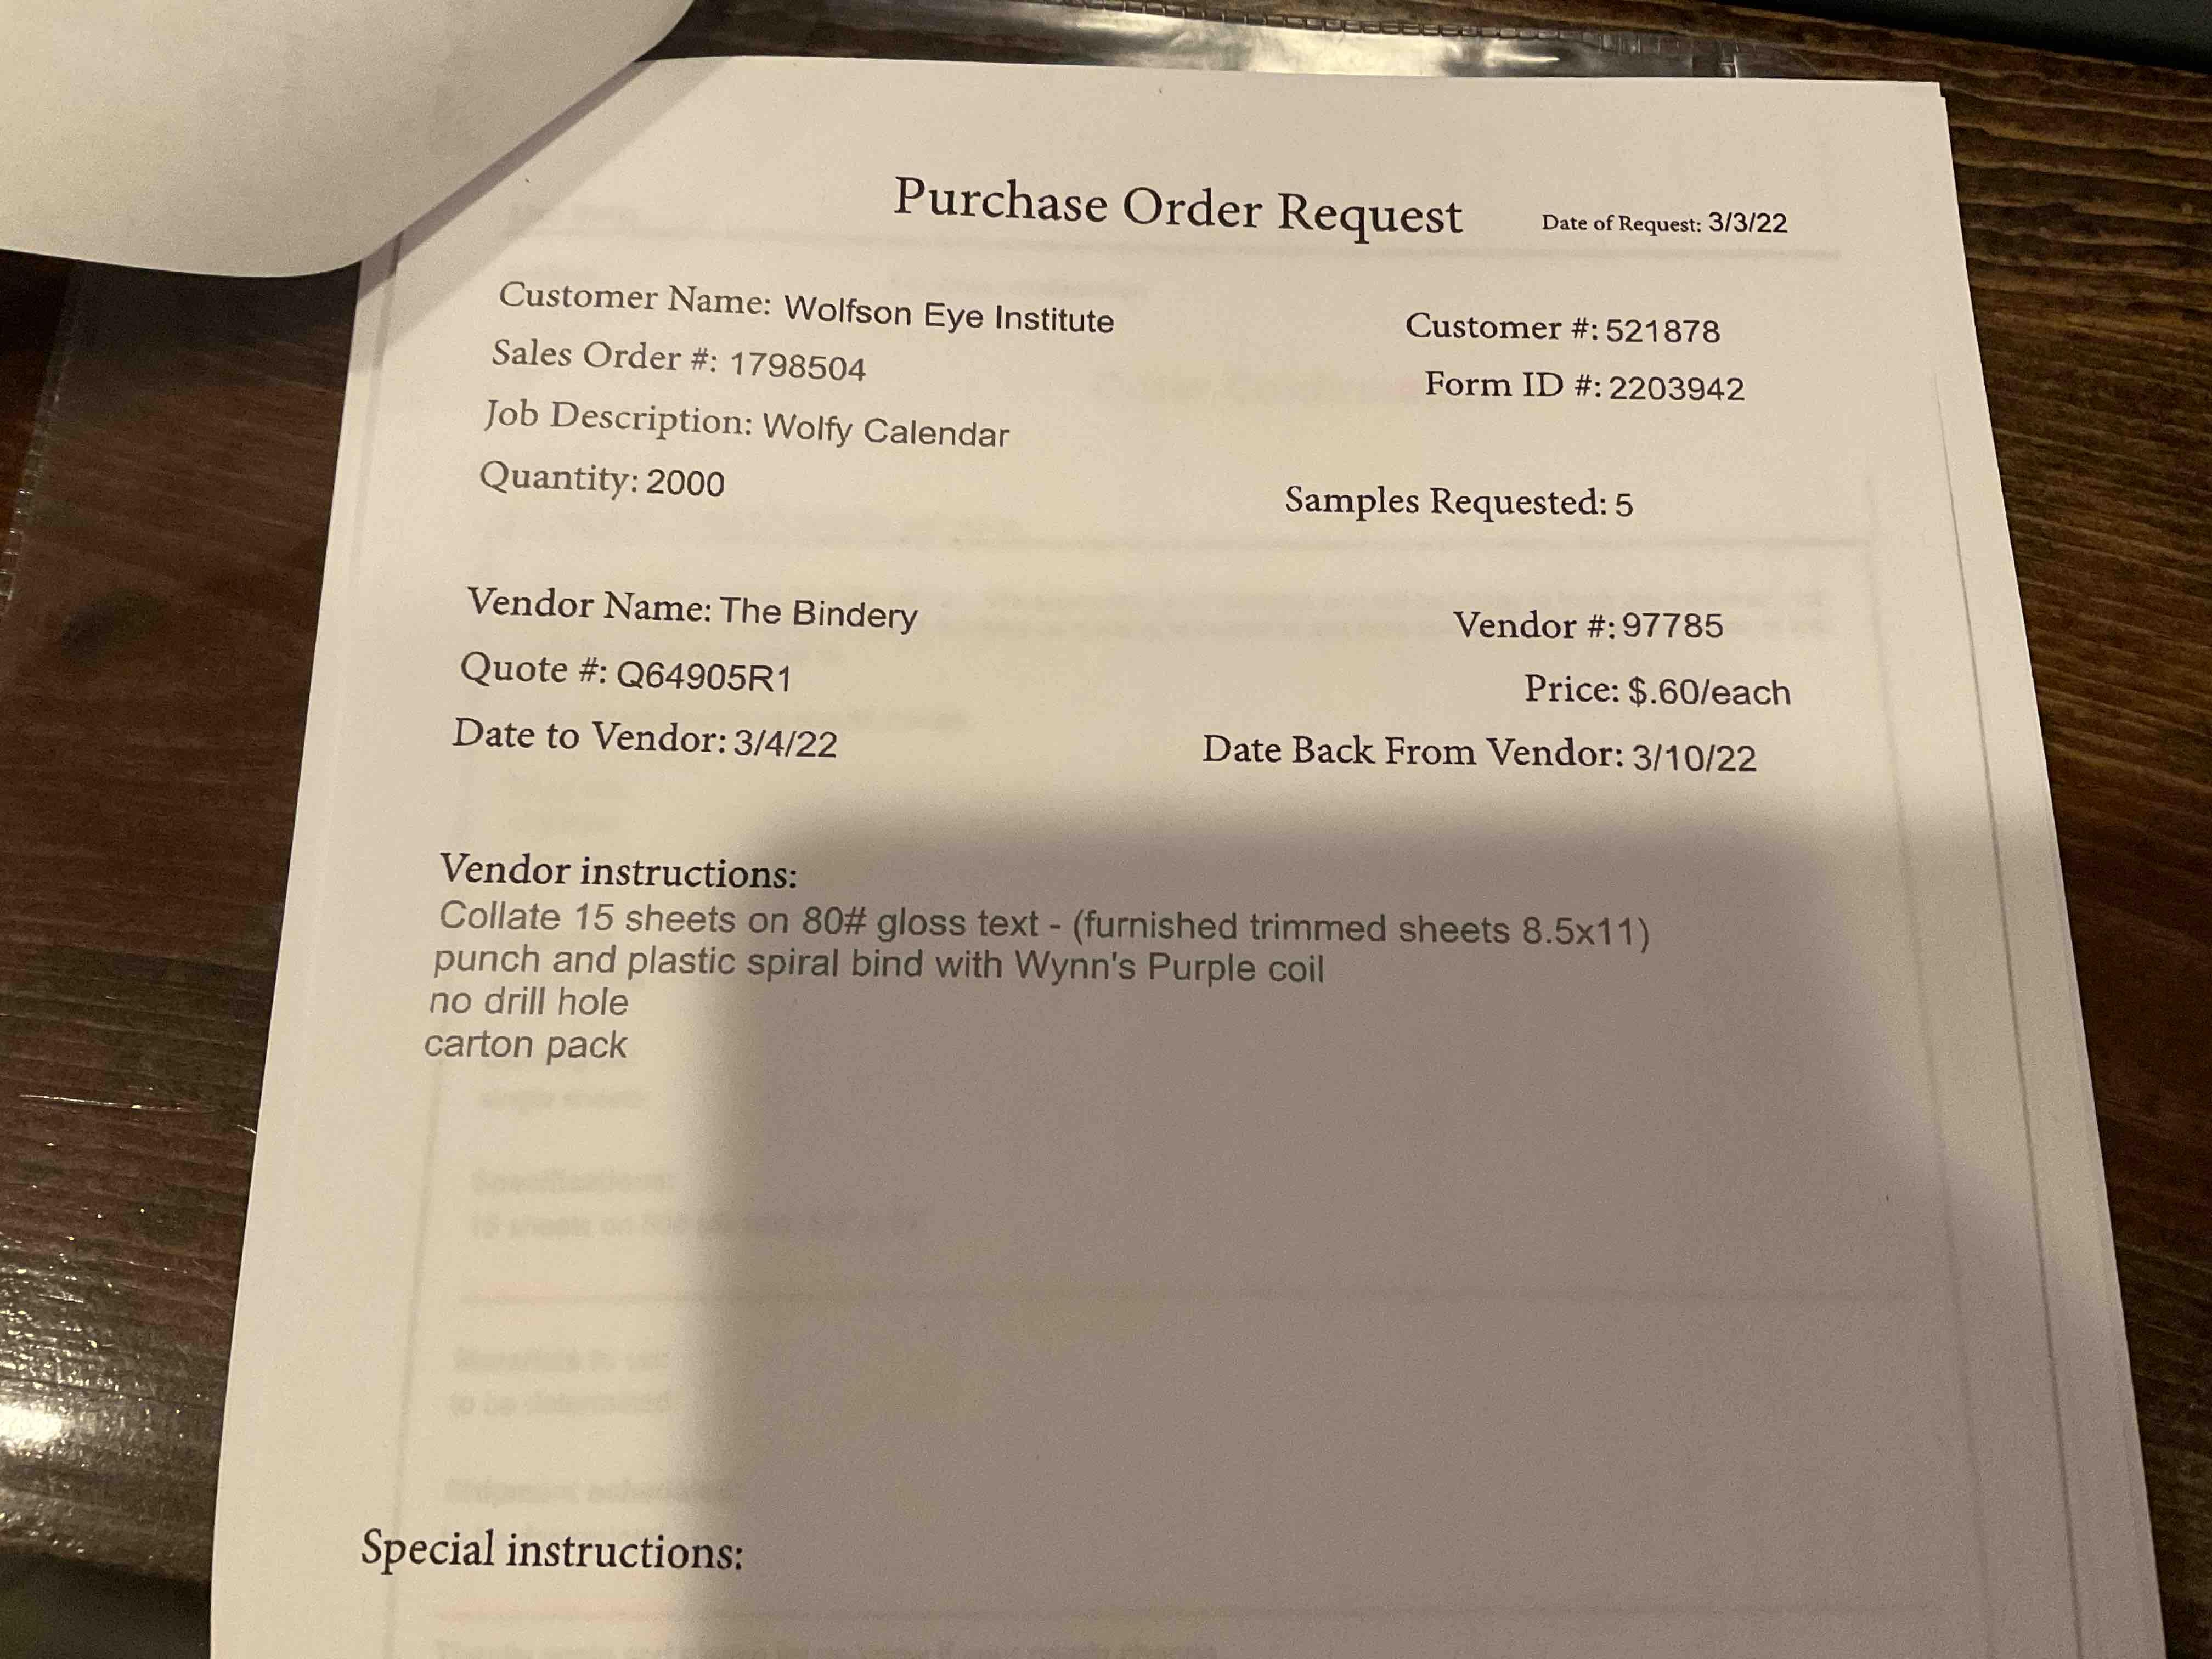 Purchase Order Request Date of Request: 3/3/22
Customer Name: Wolfson Eye Institute Customer #: 521878
Sales Order #: 1798504 Form ID #: 2203942
Job Description: Wolfy Calendar
Quantity: 2000 Samples Requested: 5
Vendor Name: The Bindery Vendor #: 97785
Quote #: Q64905R1 Price: $.60/each
Date to Vendor: 3/4/22 Date Back From Vendor: 3/10/22
Vendor instructions:
Collate 15 sheets on 80# gloss text - (furnished trimmed sheets 8.5x11)
punch and plastic spiral bind with Wynn's Purple coil
no drill hole
carton pack
Special instructions: